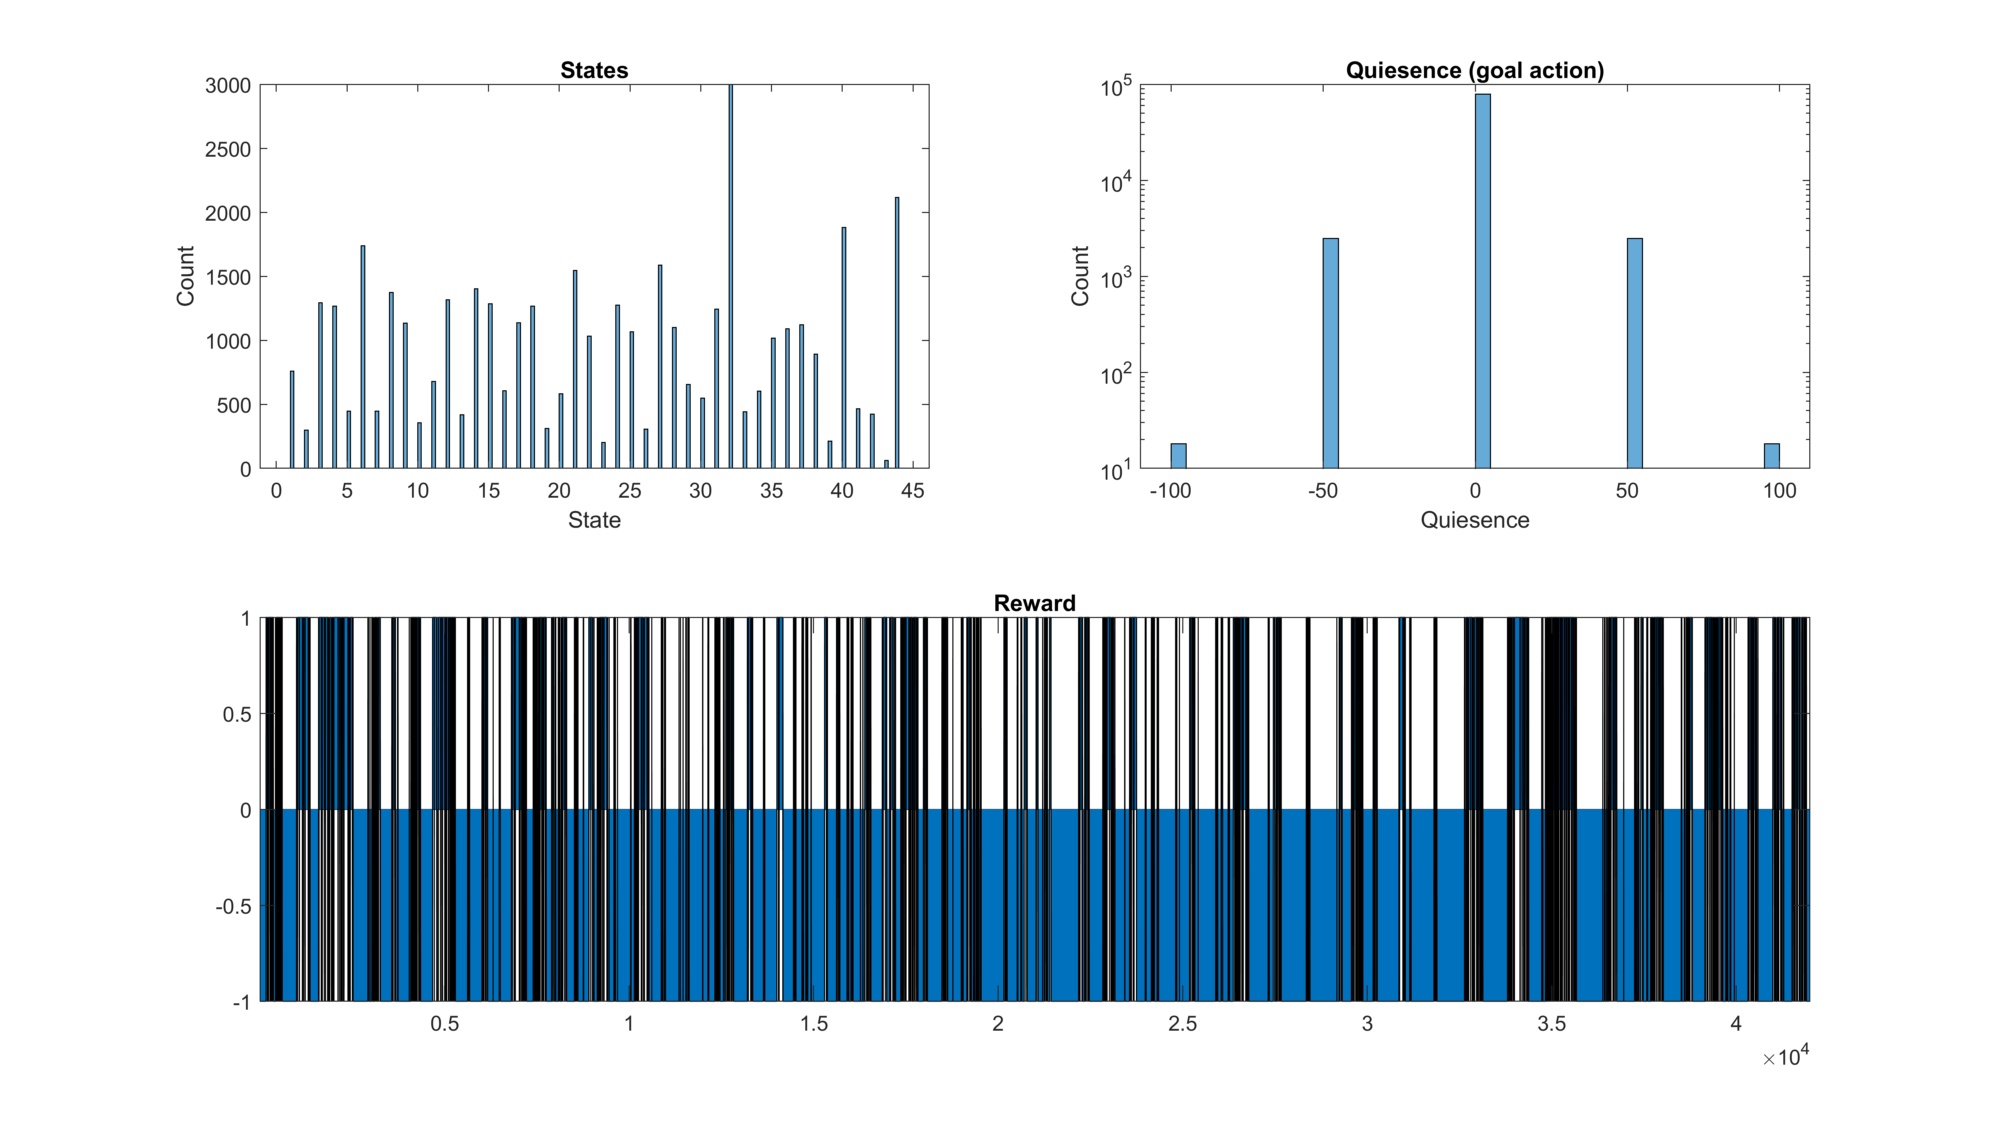 States
3000
2500
2000
1500
1000
500
0
Count
0 5 10 15 20 25 30 35 40 45
State
Quiesence (goal action)
10^5
10^4
10^3
10^2
10^1
Count
-100 -50 0 50 100
Quiesence
Reward
1
0.5
0
-0.5
-1
0.5 1 1.5 2 2.5 3 3.5 4
×10^4